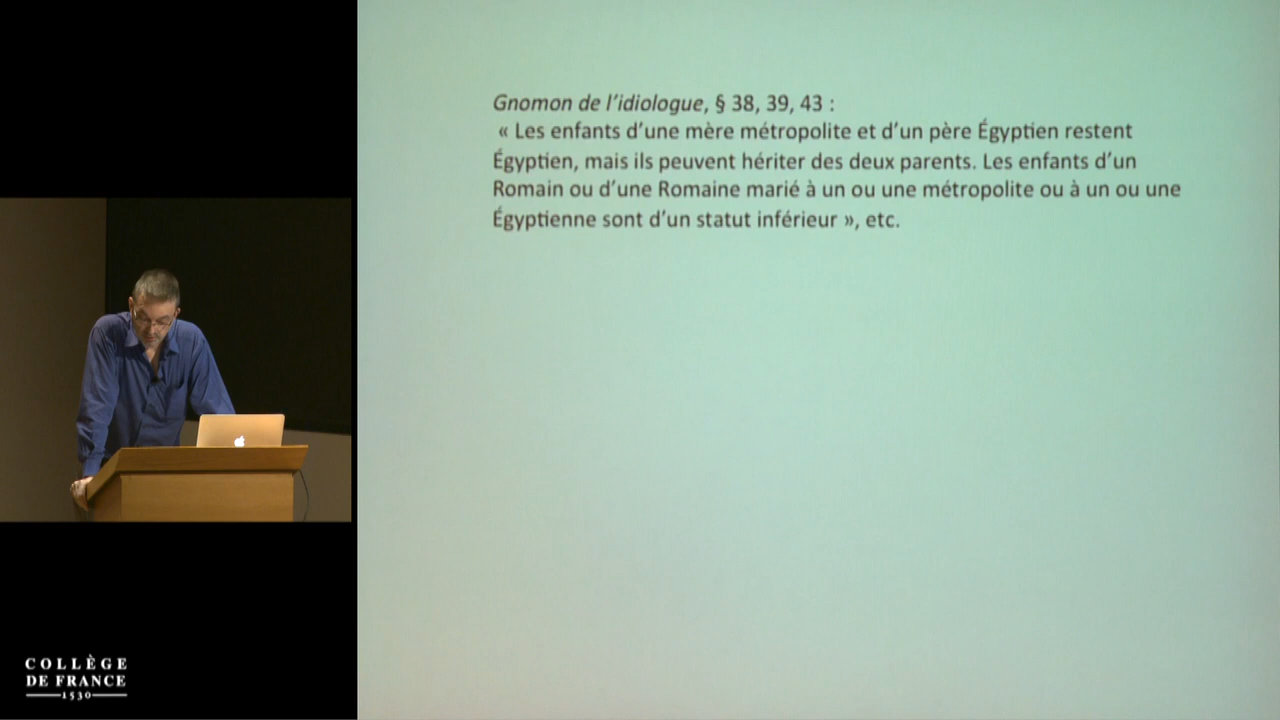 Gnomon de l'idiologue, § 38, 39, 43 :
« Les enfants d'une mère métropolite et d'un père Égyptien restent
Égyptien, mais ils peuvent hériter des deux parents. Les enfants d'un
Romain ou d'une Romaine marié à un ou une métropolite ou à un ou une
Égyptienne sont d'un statut inférieur », etc.
COLLÈGE
DE FRANCE
1530